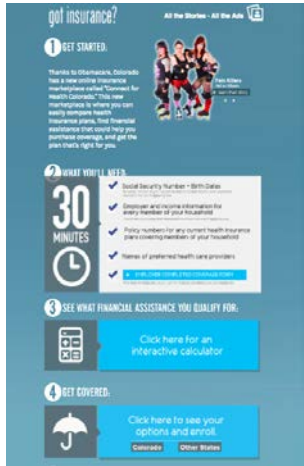 got insurance?
All the Stories - All the Ads
1 GET STARTED:
Thanks to Obamacare, Colorado
has a new online insurance
marketplace called "Connect for
Health Colorado." This new
marketplace is where you can
easily compare health
insurance plans, find financial
assistance that could help you
purchase coverage, and get the
plan that's right for you.
2 WHAT YOU'LL NEED:
30
MINUTES
Social Security Number + Birth Dates
Employer and income information for
every member of your household
Policy numbers for any current health insurance
plans covering members of your household
Names of preferred health care providers
EMPLOYER COMPLETED COVERAGE FORM
3 SEE WHAT FINANCIAL ASSISTANCE YOU QUALIFY FOR:
Click here for an
interactive calculator
4 GET COVERED:
Click here to see your
options and enroll.
Colorado
Other States